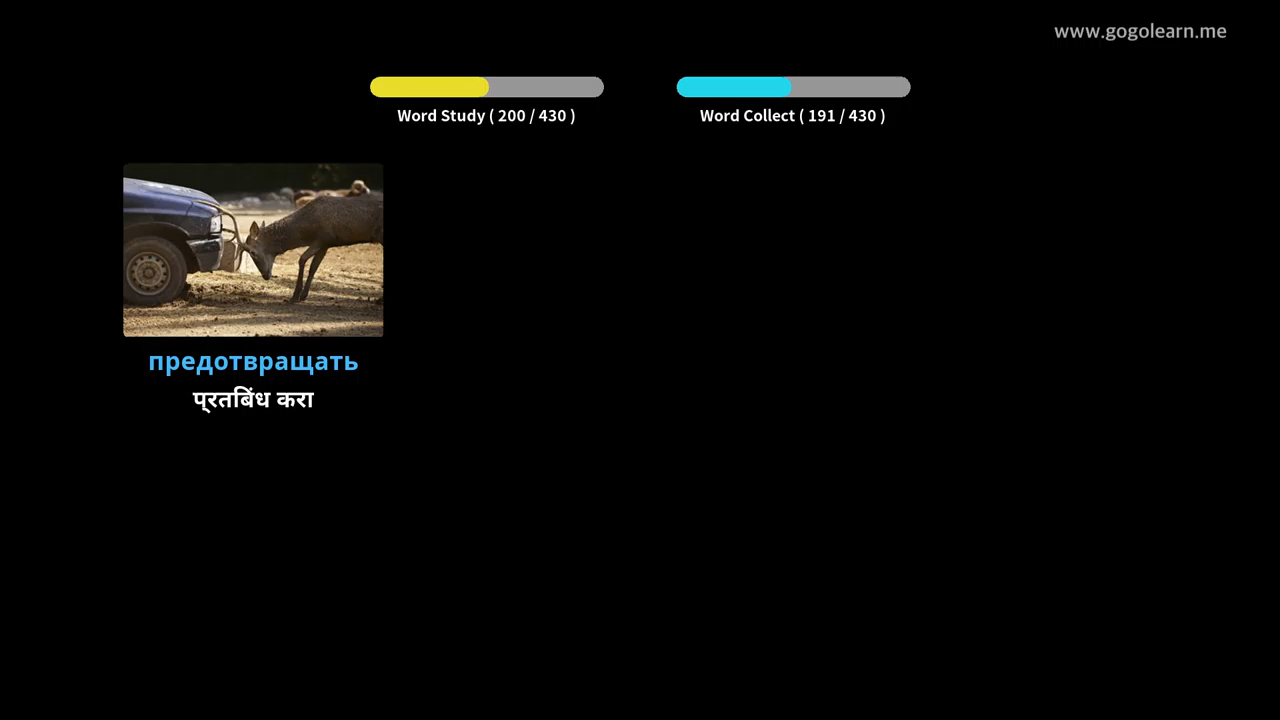 www.gogolearn.me
Word Study ( 200 / 430 )
Word Collect ( 191 / 430 )
предотвращать
प्रतिबंध करा